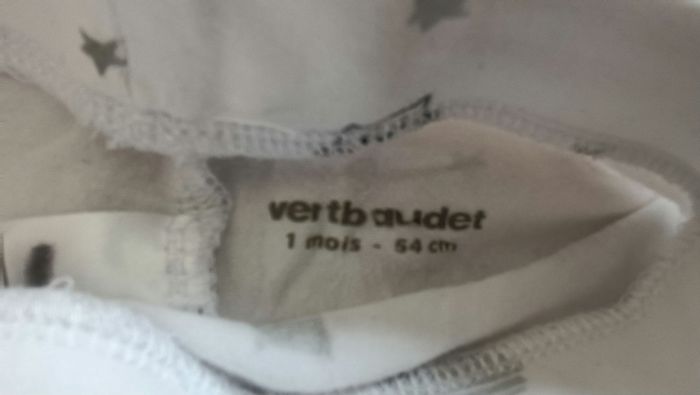 vertbaudet
1 mois - 54 cm